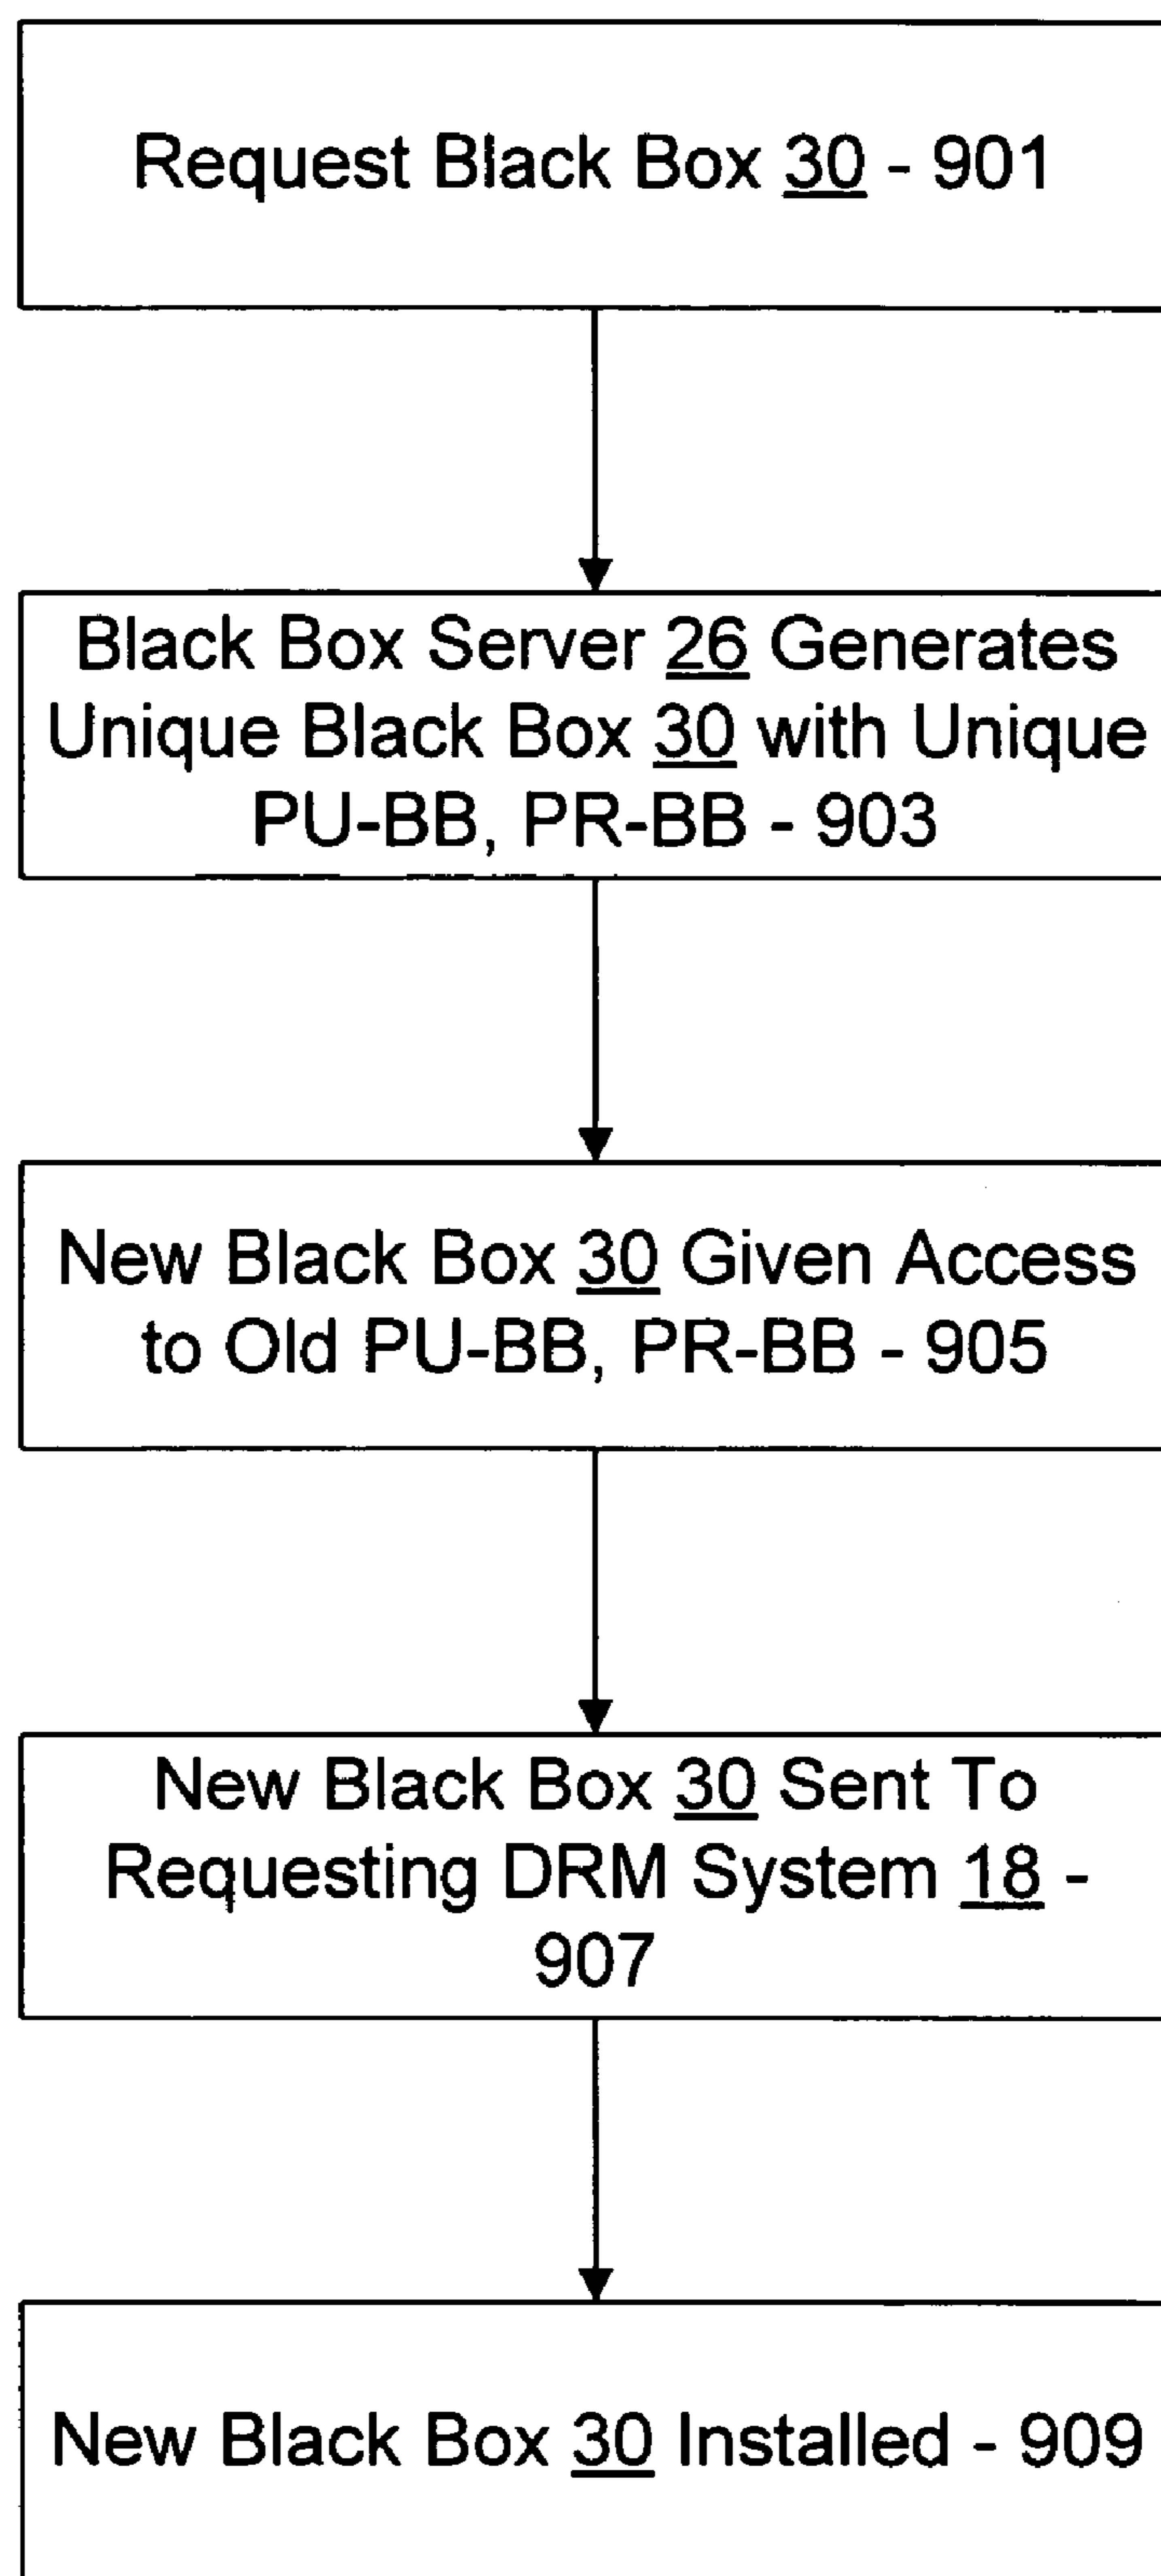 Request Black Box 30 - 901
Black Box Server 26 Generates
Unique Black Box 30 with Unique
PU-BB, PR-BB - 903
New Black Box 30 Given Access
to Old PU-BB, PR-BB - 905
New Black Box 30 Sent To
Requesting DRM System 18 -
907
New Black Box 30 Installed - 909